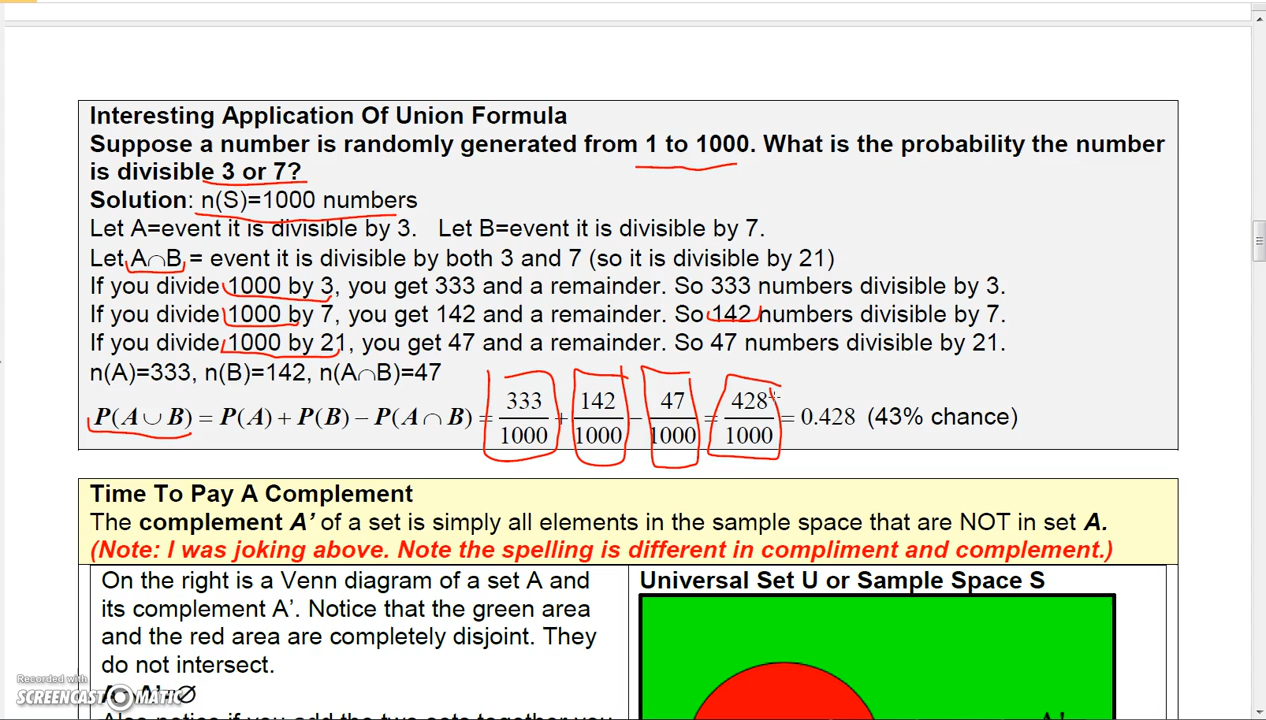 Interesting Application Of Union Formula
Suppose a number is randomly generated from 1 to 1000. What is the probability the number
is divisible 3 or 7?
Solution: n(S)=1000 numbers
Let A=event it is divisible by 3. Let B=event it is divisible by 7.
Let A∩B = event it is divisible by both 3 and 7 (so it is divisible by 21)
If you divide 1000 by 3, you get 333 and a remainder. So 333 numbers divisible by 3.
If you divide 1000 by 7, you get 142 and a remainder. So 142 numbers divisible by 7.
If you divide 1000 by 21, you get 47 and a remainder. So 47 numbers divisible by 21.
n(A)=333, n(B)=142, n(A∩B)=47
P(A ∪ B) = P(A) + P(B) − P(A ∩ B) = 333/1000 + 142/1000 − 47/1000 = 428/1000 = 0.428 (43% chance)
Time To Pay A Complement
The complement A' of a set is simply all elements in the sample space that are NOT in set A.
(Note: I was joking above. Note the spelling is different in compliment and complement.)
On the right is a Venn diagram of a set A and
its complement A'. Notice that the green area
and the red area are completely disjoint. They
do not intersect.
Also notice if you add the two sets together you
Universal Set U or Sample Space S
A'
Recorded with
SCREENCAST MATIC